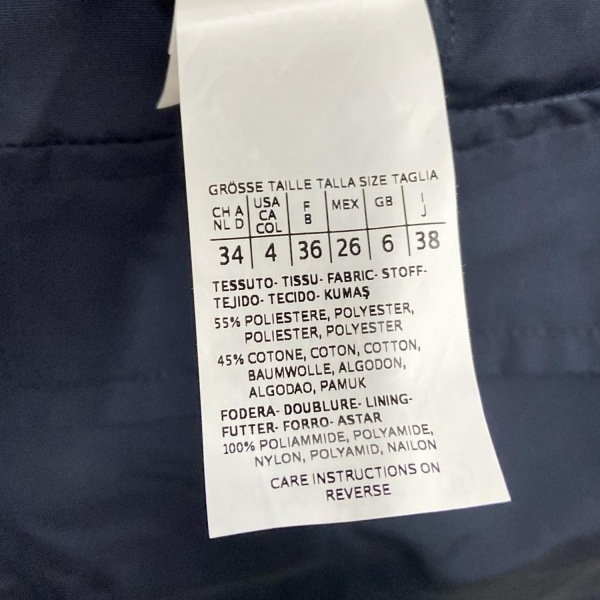 GRÖSSE TAILLE TALLA SIZE TAGLIA
CH A USA F MEX GB I
NL D CA B J
COL
34 4 36 26 6 38
TESSUTO- TISSU- FABRIC- STOFF-
TEJIDO- TECIDO- KUMAŞ
55% POLIESTERE, POLYESTER,
POLIESTER, POLYESTER
45% COTONE, COTON, COTTON,
BAUMWOLLE, ALGODON,
ALGODAO, PAMUK
FODERA- DOUBLURE- LINING-
FUTTER- FORRO- ASTAR
100% POLIAMMIDE, POLYAMIDE,
NYLON, POLYAMID, NAILON
CARE INSTRUCTIONS ON
REVERSE